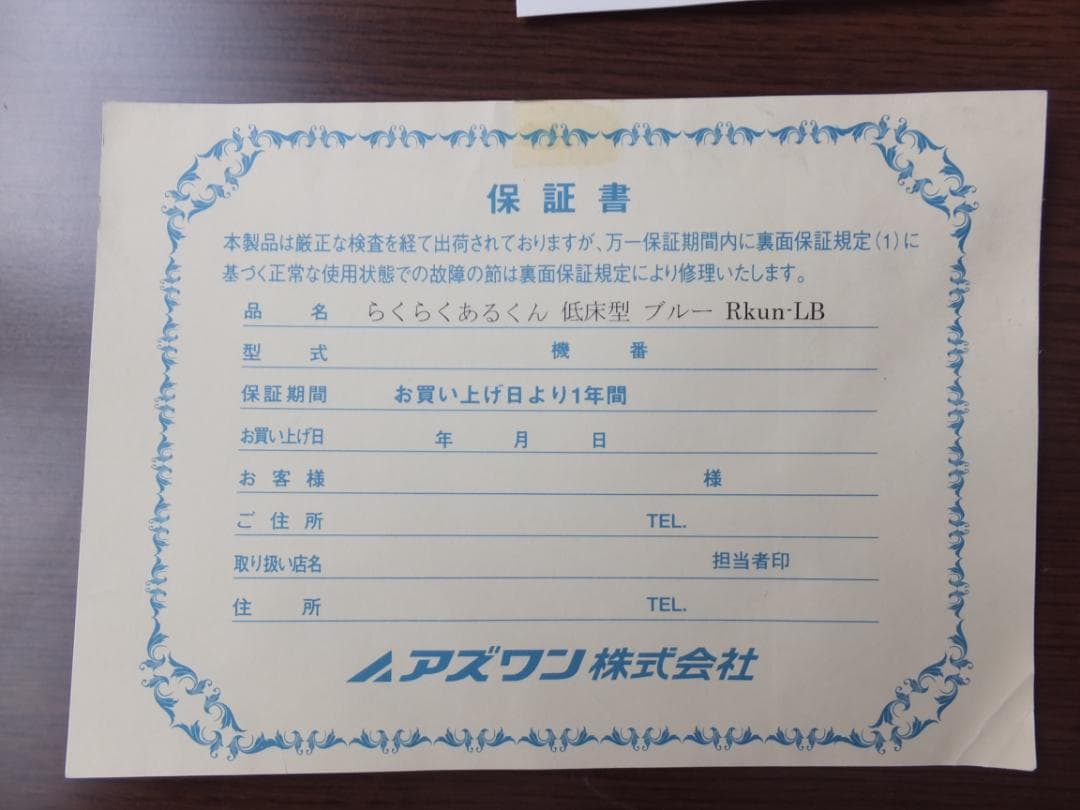 保証書
本製品は厳正な検査を経て出荷されておりますが、万一保証期間内に裏面保証規定(1)に
基づく正常な使用状態での故障の節は裏面保証規定により修理いたします。
品名 らくらくあるくん 低床型 ブルー Rkun-LB
型式 機番
保証期間 お買い上げ日より1年間
お買い上げ日 年 月 日
お客様 様
ご住所 TEL.
取り扱い店名 担当者印
住所 TEL.
アズワン株式会社